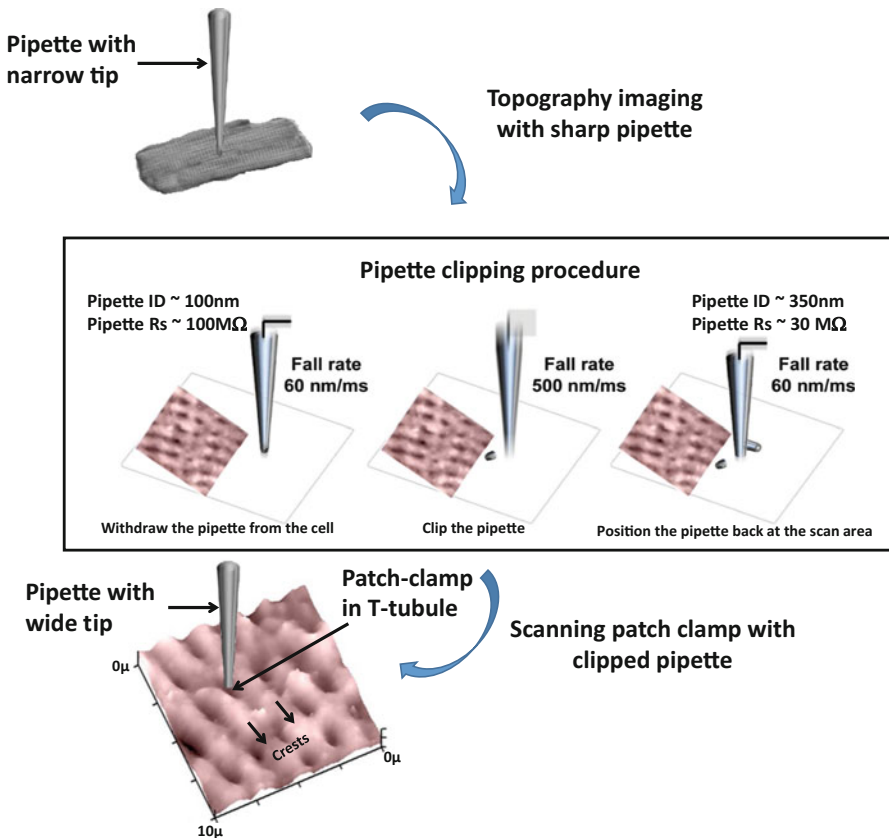 Pipette with
narrow tip
Topography imaging
with sharp pipette
Pipette clipping procedure
Pipette ID ~ 100nm
Pipette Rs ~ 100MΩ
Fall rate
60 nm/ms
Withdraw the pipette from the cell
Fall rate
500 nm/ms
Clip the pipette
Pipette ID ~ 350nm
Pipette Rs ~ 30 MΩ
Fall rate
60 nm/ms
Position the pipette back at the scan area
Pipette with
wide tip
Patch-clamp
in T-tubule
Scanning patch clamp with
clipped pipette
0μ
Crests
0μ
10μ